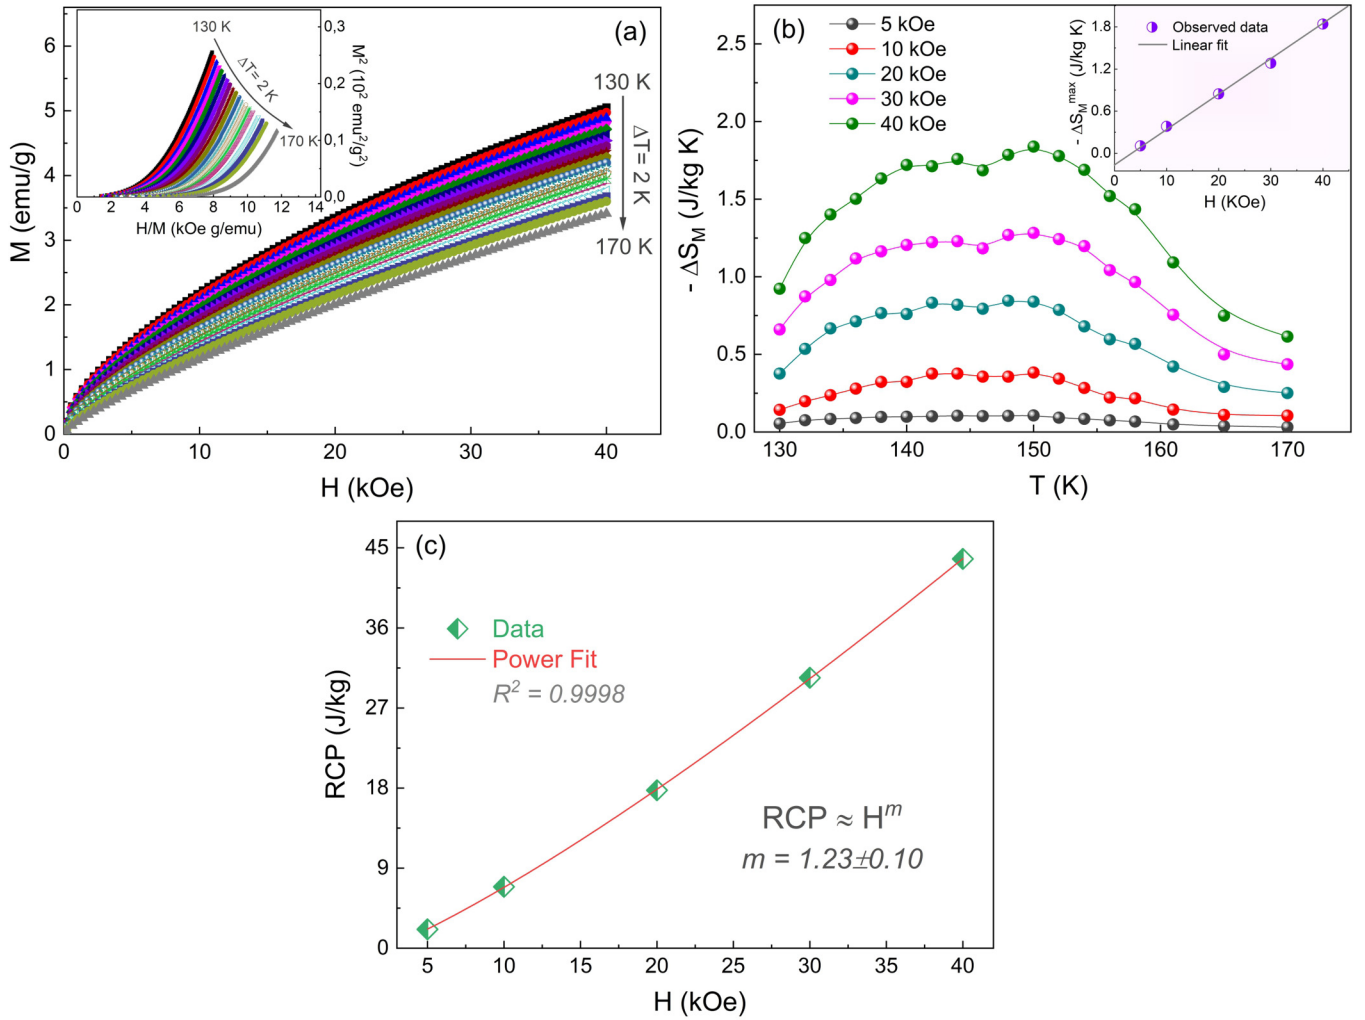 (a)
M (emu/g)
6
5
4
3
2
1
0
0
10
20
30
40
H (kOe)
130 K
ΔT= 2 K
170 K
130 K
ΔT= 2 K
170 K
0,3
0,2
0,1
0,0
M² (10² emu²/g²)
0
2
4
6
8
10
12
14
H/M (kOe g/emu)
(b)
5 kOe
10 kOe
20 kOe
30 kOe
40 kOe
- ΔS_M (J/kg K)
2.5
2.0
1.5
1.0
0.5
0.0
130
140
150
160
170
T (K)
- ΔS_M^max (J/kg K)
1.8
1.2
0.6
0.0
Observed data
Linear fit
0
10
20
30
40
H (KOe)
(c)
RCP (J/kg)
45
36
27
18
9
0
Data
Power Fit
R² = 0.9998
RCP ≈ H^m
m = 1.23±0.10
5
10
15
20
25
30
35
40
H (kOe)